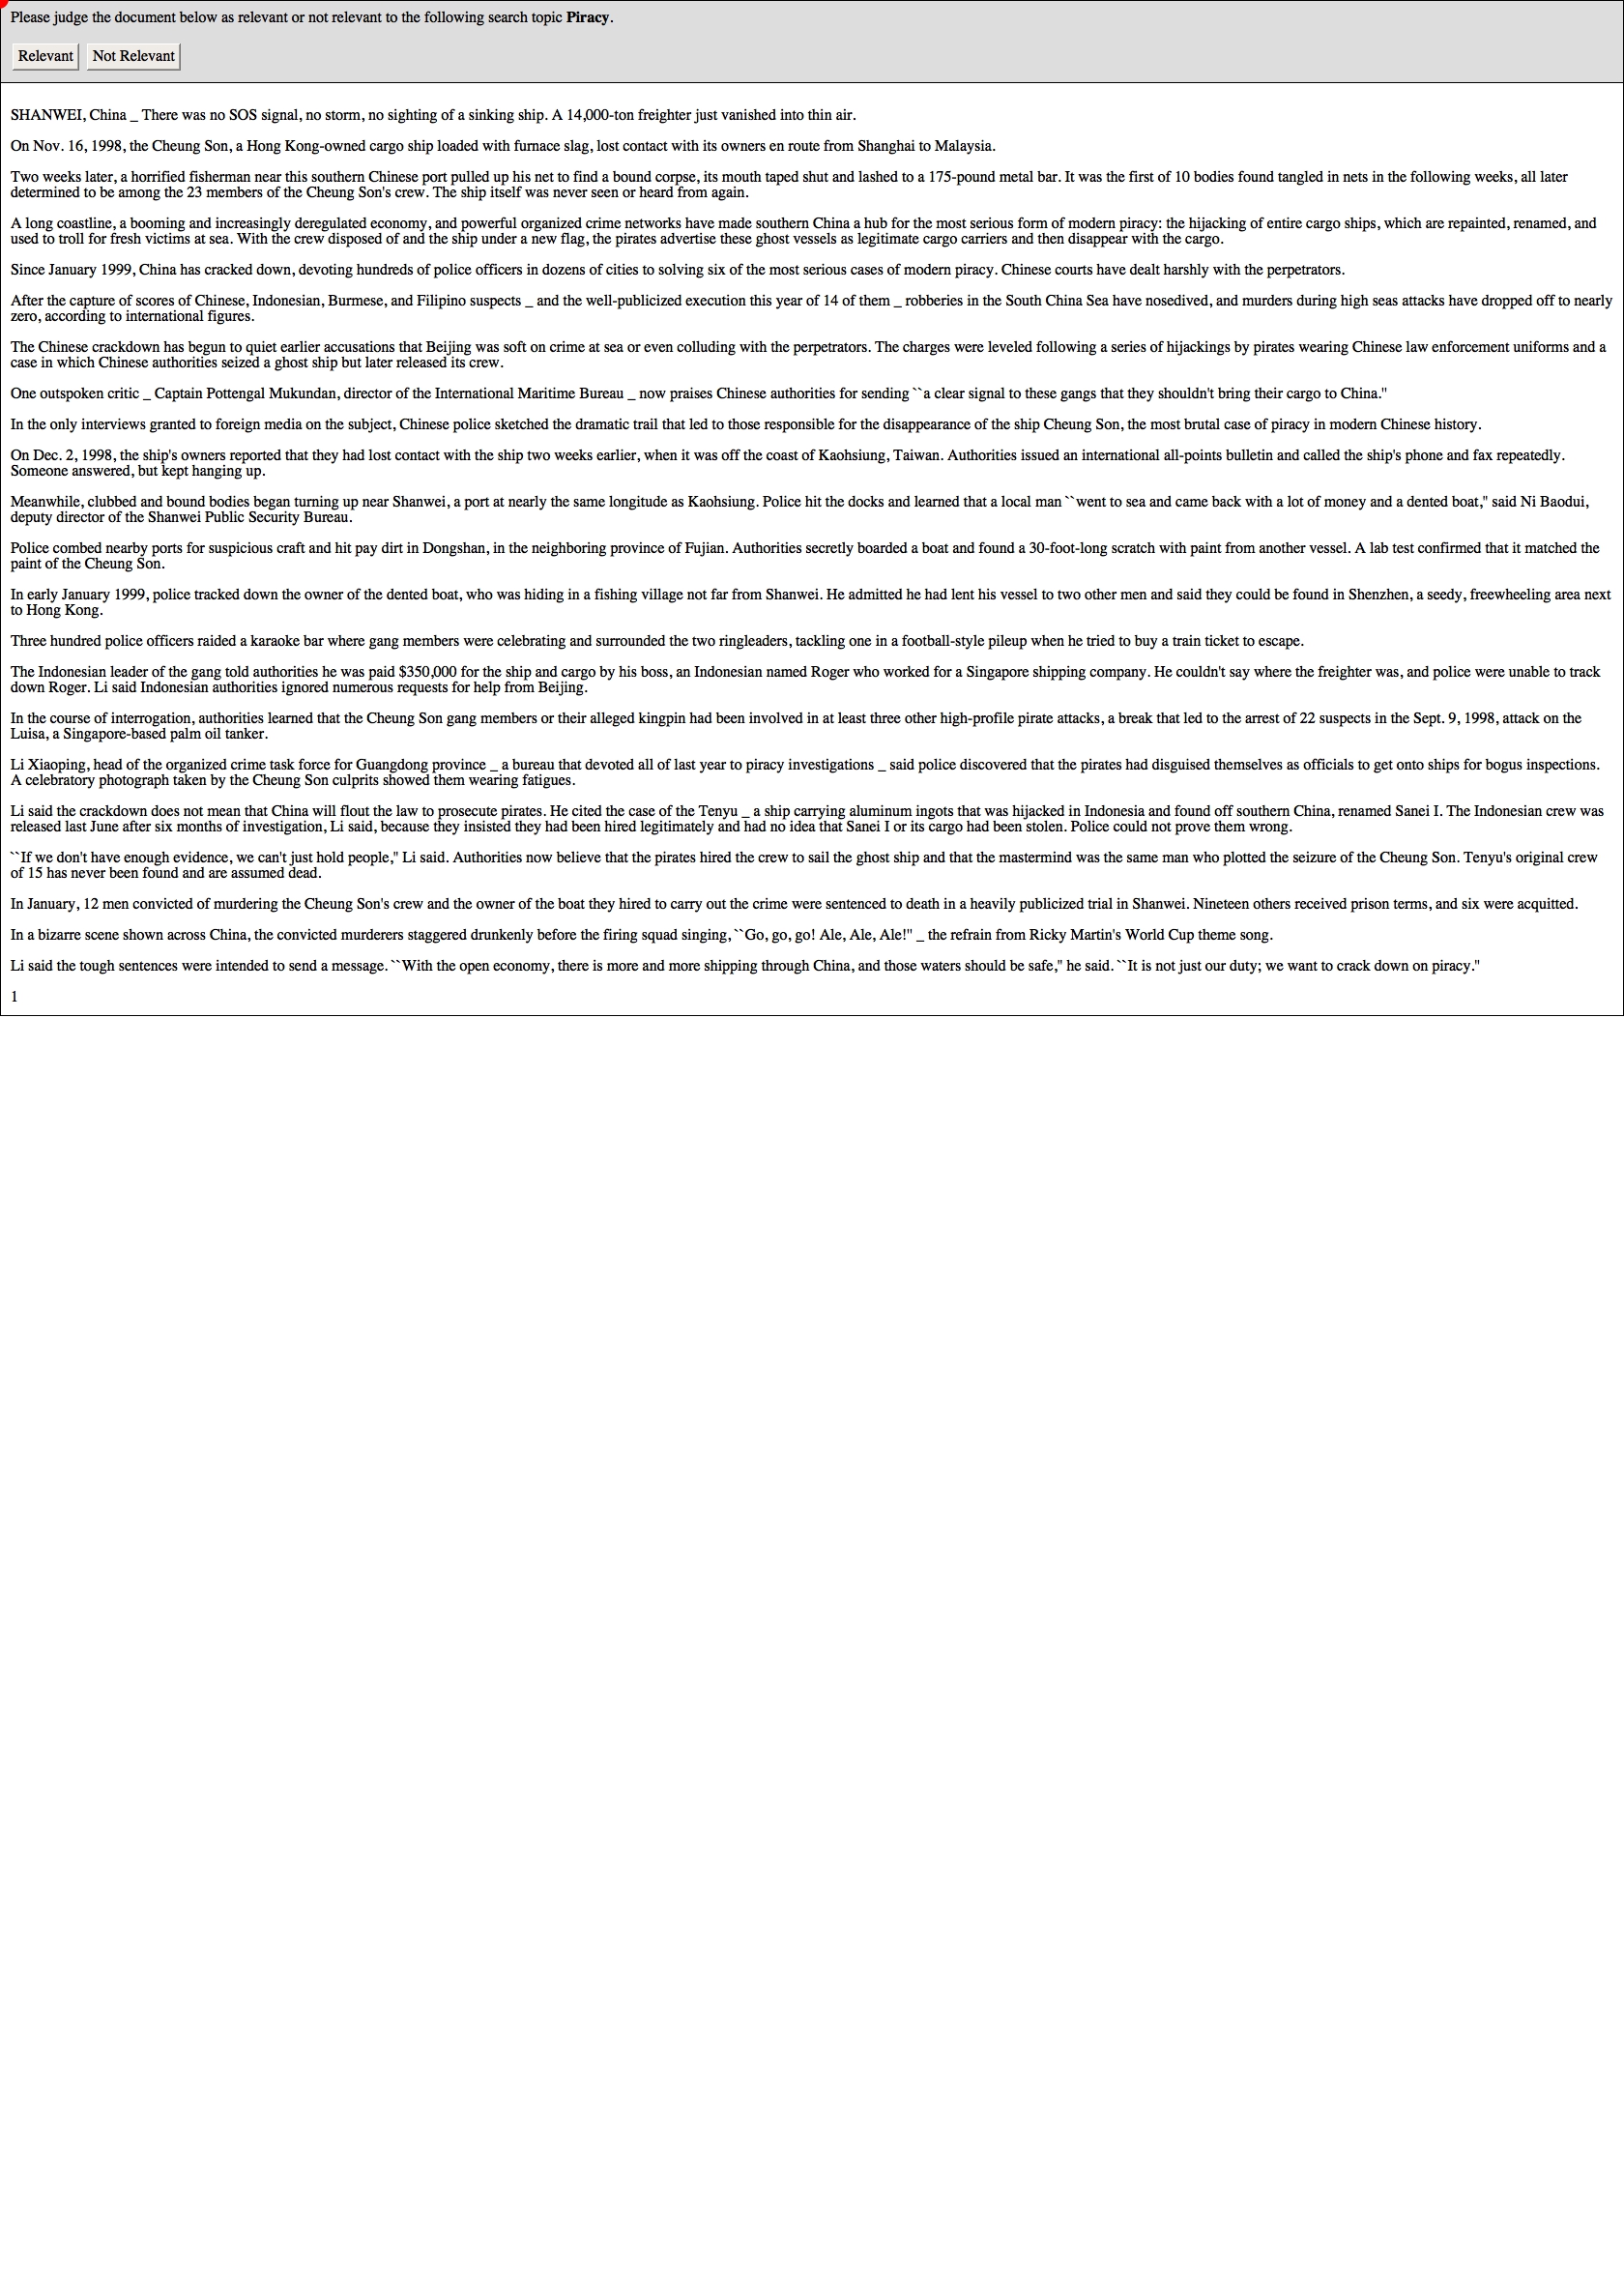 Please judge the document below as relevant or not relevant to the following search topic Piracy.
Relevant Not Relevant
SHANWEI, China _ There was no SOS signal, no storm, no sighting of a sinking ship. A 14,000-ton freighter just vanished into thin air.
On Nov. 16, 1998, the Cheung Son, a Hong Kong-owned cargo ship loaded with furnace slag, lost contact with its owners en route from Shanghai to Malaysia.
Two weeks later, a horrified fisherman near this southern Chinese port pulled up his net to find a bound corpse, its mouth taped shut and lashed to a 175-pound metal bar. It was the first of 10 bodies found tangled in nets in the following weeks, all later
determined to be among the 23 members of the Cheung Son's crew. The ship itself was never seen or heard from again.
A long coastline, a booming and increasingly deregulated economy, and powerful organized crime networks have made southern China a hub for the most serious form of modern piracy: the hijacking of entire cargo ships, which are repainted, renamed, and
used to troll for fresh victims at sea. With the crew disposed of and the ship under a new flag, the pirates advertise these ghost vessels as legitimate cargo carriers and then disappear with the cargo.
Since January 1999, China has cracked down, devoting hundreds of police officers in dozens of cities to solving six of the most serious cases of modern piracy. Chinese courts have dealt harshly with the perpetrators.
After the capture of scores of Chinese, Indonesian, Burmese, and Filipino suspects _ and the well-publicized execution this year of 14 of them _ robberies in the South China Sea have nosedived, and murders during high seas attacks have dropped off to nearly
zero, according to international figures.
The Chinese crackdown has begun to quiet earlier accusations that Beijing was soft on crime at sea or even colluding with the perpetrators. The charges were leveled following a series of hijackings by pirates wearing Chinese law enforcement uniforms and a
case in which Chinese authorities seized a ghost ship but later released its crew.
One outspoken critic _ Captain Pottengal Mukundan, director of the International Maritime Bureau _ now praises Chinese authorities for sending ``a clear signal to these gangs that they shouldn't bring their cargo to China.''
In the only interviews granted to foreign media on the subject, Chinese police sketched the dramatic trail that led to those responsible for the disappearance of the ship Cheung Son, the most brutal case of piracy in modern Chinese history.
On Dec. 2, 1998, the ship's owners reported that they had lost contact with the ship two weeks earlier, when it was off the coast of Kaohsiung, Taiwan. Authorities issued an international all-points bulletin and called the ship's phone and fax repeatedly.
Someone answered, but kept hanging up.
Meanwhile, clubbed and bound bodies began turning up near Shanwei, a port at nearly the same longitude as Kaohsiung. Police hit the docks and learned that a local man ``went to sea and came back with a lot of money and a dented boat,'' said Ni Baodui,
deputy director of the Shanwei Public Security Bureau.
Police combed nearby ports for suspicious craft and hit pay dirt in Dongshan, in the neighboring province of Fujian. Authorities secretly boarded a boat and found a 30-foot-long scratch with paint from another vessel. A lab test confirmed that it matched the
paint of the Cheung Son.
In early January 1999, police tracked down the owner of the dented boat, who was hiding in a fishing village not far from Shanwei. He admitted he had lent his vessel to two other men and said they could be found in Shenzhen, a seedy, freewheeling area next
to Hong Kong.
Three hundred police officers raided a karaoke bar where gang members were celebrating and surrounded the two ringleaders, tackling one in a football-style pileup when he tried to buy a train ticket to escape.
The Indonesian leader of the gang told authorities he was paid $350,000 for the ship and cargo by his boss, an Indonesian named Roger who worked for a Singapore shipping company. He couldn't say where the freighter was, and police were unable to track
down Roger. Li said Indonesian authorities ignored numerous requests for help from Beijing.
In the course of interrogation, authorities learned that the Cheung Son gang members or their alleged kingpin had been involved in at least three other high-profile pirate attacks, a break that led to the arrest of 22 suspects in the Sept. 9, 1998, attack on the
Luisa, a Singapore-based palm oil tanker.
Li Xiaoping, head of the organized crime task force for Guangdong province _ a bureau that devoted all of last year to piracy investigations _ said police discovered that the pirates had disguised themselves as officials to get onto ships for bogus inspections.
A celebratory photograph taken by the Cheung Son culprits showed them wearing fatigues.
Li said the crackdown does not mean that China will flout the law to prosecute pirates. He cited the case of the Tenyu _ a ship carrying aluminum ingots that was hijacked in Indonesia and found off southern China, renamed Sanei I. The Indonesian crew was
released last June after six months of investigation, Li said, because they insisted they had been hired legitimately and had no idea that Sanei I or its cargo had been stolen. Police could not prove them wrong.
``If we don't have enough evidence, we can't just hold people,'' Li said. Authorities now believe that the pirates hired the crew to sail the ghost ship and that the mastermind was the same man who plotted the seizure of the Cheung Son. Tenyu's original crew
of 15 has never been found and are assumed dead.
In January, 12 men convicted of murdering the Cheung Son's crew and the owner of the boat they hired to carry out the crime were sentenced to death in a heavily publicized trial in Shanwei. Nineteen others received prison terms, and six were acquitted.
In a bizarre scene shown across China, the convicted murderers staggered drunkenly before the firing squad singing, ``Go, go, go! Ale, Ale, Ale!'' _ the refrain from Ricky Martin's World Cup theme song.
Li said the tough sentences were intended to send a message. ``With the open economy, there is more and more shipping through China, and those waters should be safe,'' he said. ``It is not just our duty; we want to crack down on piracy.''
1